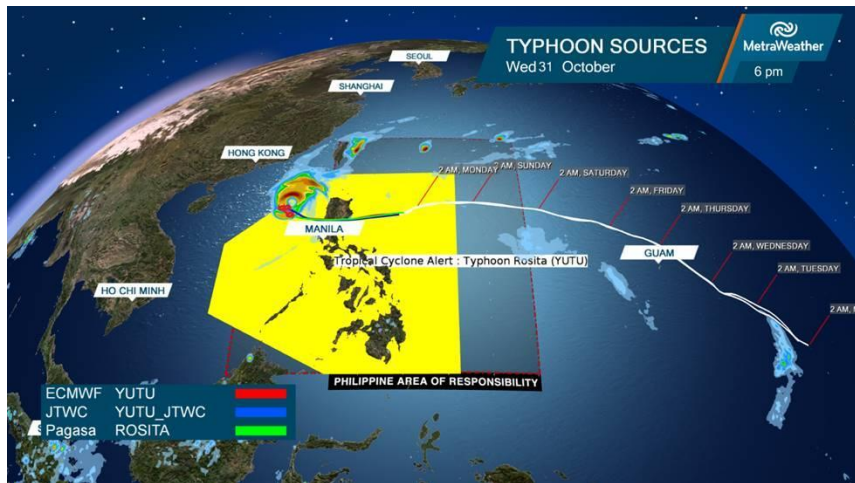 TYPHOON SOURCES
Wed 31 October
MetraWeather
6 pm
SEOUL
SHANGHAI
HONG KONG
2 AM, MONDAY
2 AM, SUNDAY
2 AM, SATURDAY
2 AM, FRIDAY
2 AM, THURSDAY
MANILA
GUAM
2 AM, WEDNESDAY
Tropical Cyclone Alert : Typhoon Rosita (YUTU)
2 AM, TUESDAY
HO CHI MINH
2 AM,
PHILIPPINE AREA OF RESPONSIBILITY
ECMWF YUTU
JTWC YUTU_JTWC
Pagasa ROSITA